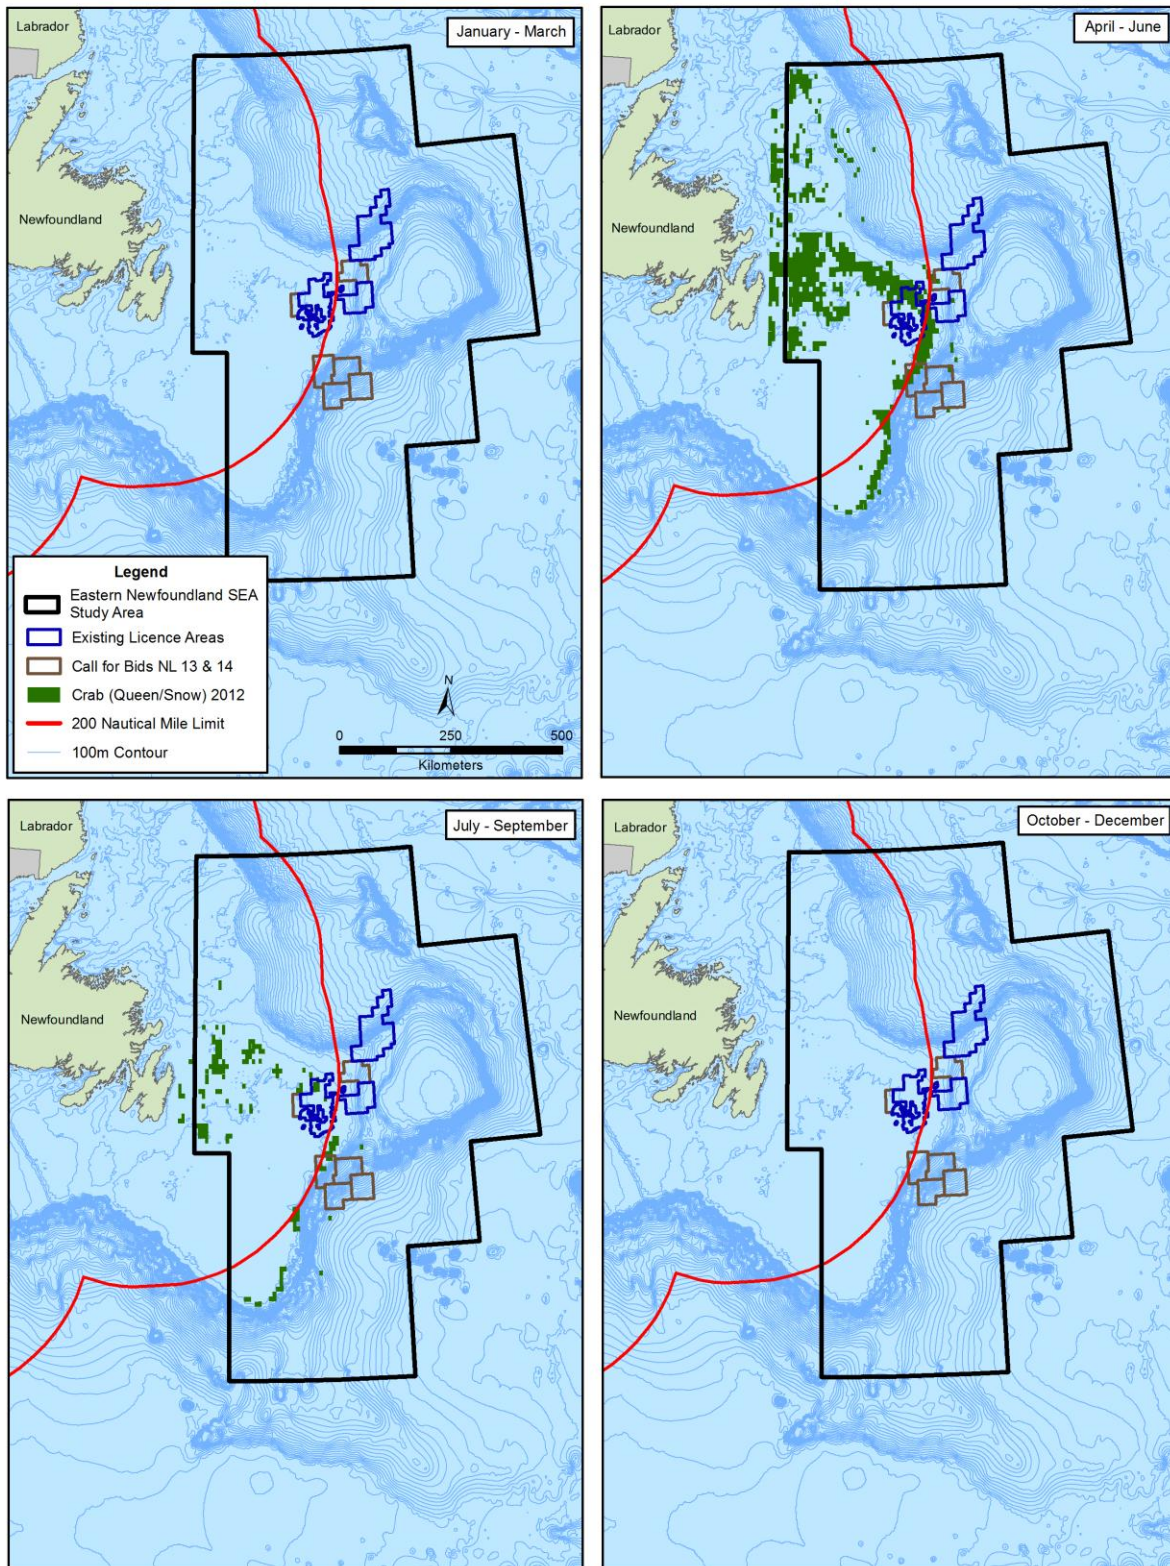 Labrador
January - March
Newfoundland
Legend
Eastern Newfoundland SEA
Study Area
Existing Licence Areas
Call for Bids NL 13 & 14
Crab (Queen/Snow) 2012
200 Nautical Mile Limit
100m Contour
N
0 250 500
Kilometers
Labrador
April - June
Newfoundland
Labrador
July - September
Newfoundland
Labrador
October - December
Newfoundland